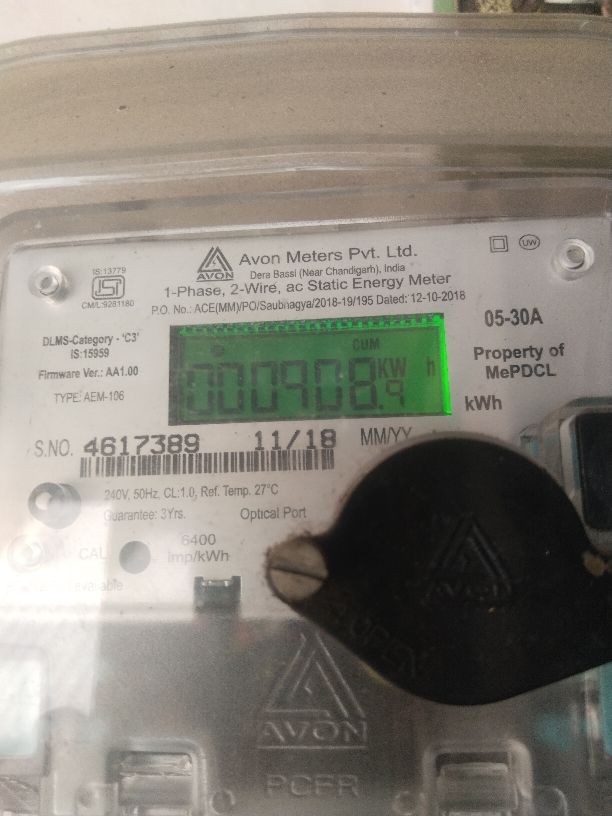 AVON
Avon Meters Pvt. Ltd.
Dera Bassi (Near Chandigarh), India
1-Phase, 2-Wire, ac Static Energy Meter
P.O. No.: ACE(MM)/PO/Saubhagya/2018-19/195 Dated: 12-10-2018
IS:13779
ISI
CM/L:9281180
UW
DLMS-Category - 'C3'
IS:15959
Firmware Ver.: AA1.00
TYPE: AEM-106
CUM
000908.9 KW h
05-30A
Property of
MePDCL
kWh
S.NO. 4617389 11/18 MM/YY
240V, 50Hz, CL:1.0, Ref. Temp. 27°C
Guarantee: 3Yrs. Optical Port
CAL
6400
imp/kWh
available
AVON
OPEN
AVON